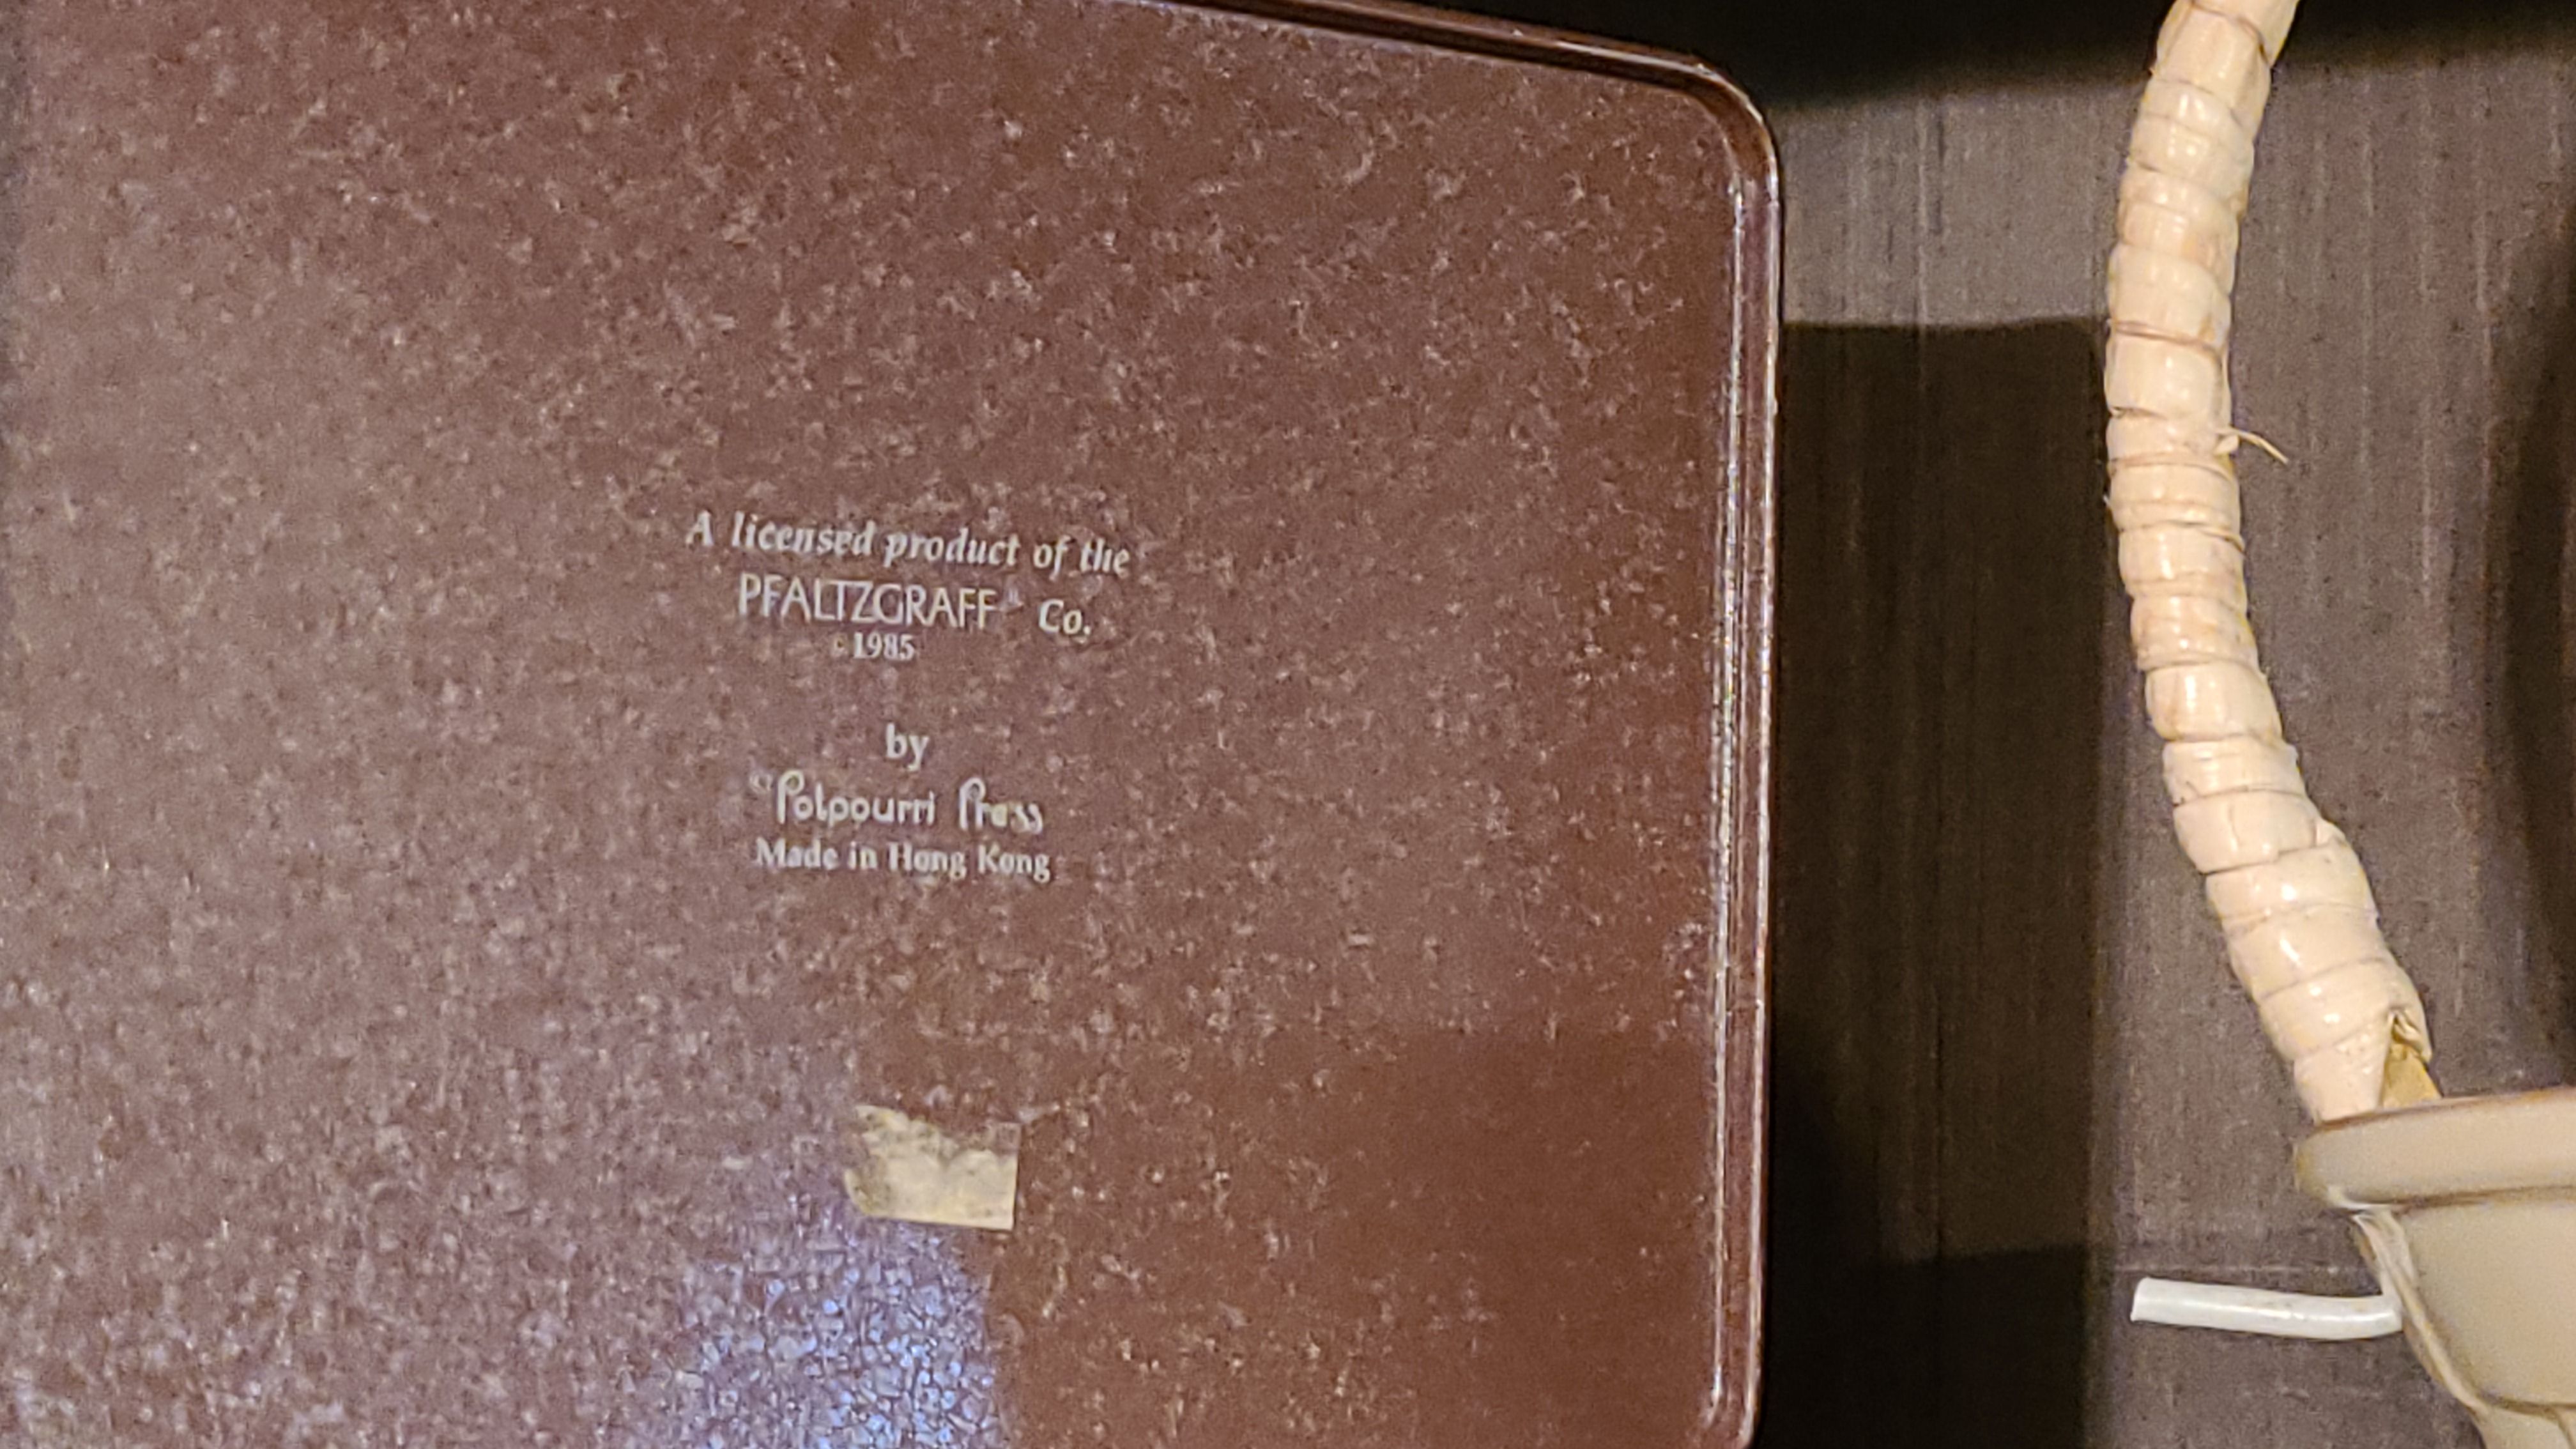 A licensed product of the
PFALTZGRAFF® Co.
© 1985
by
Potpourri Press
Made in Hong Kong